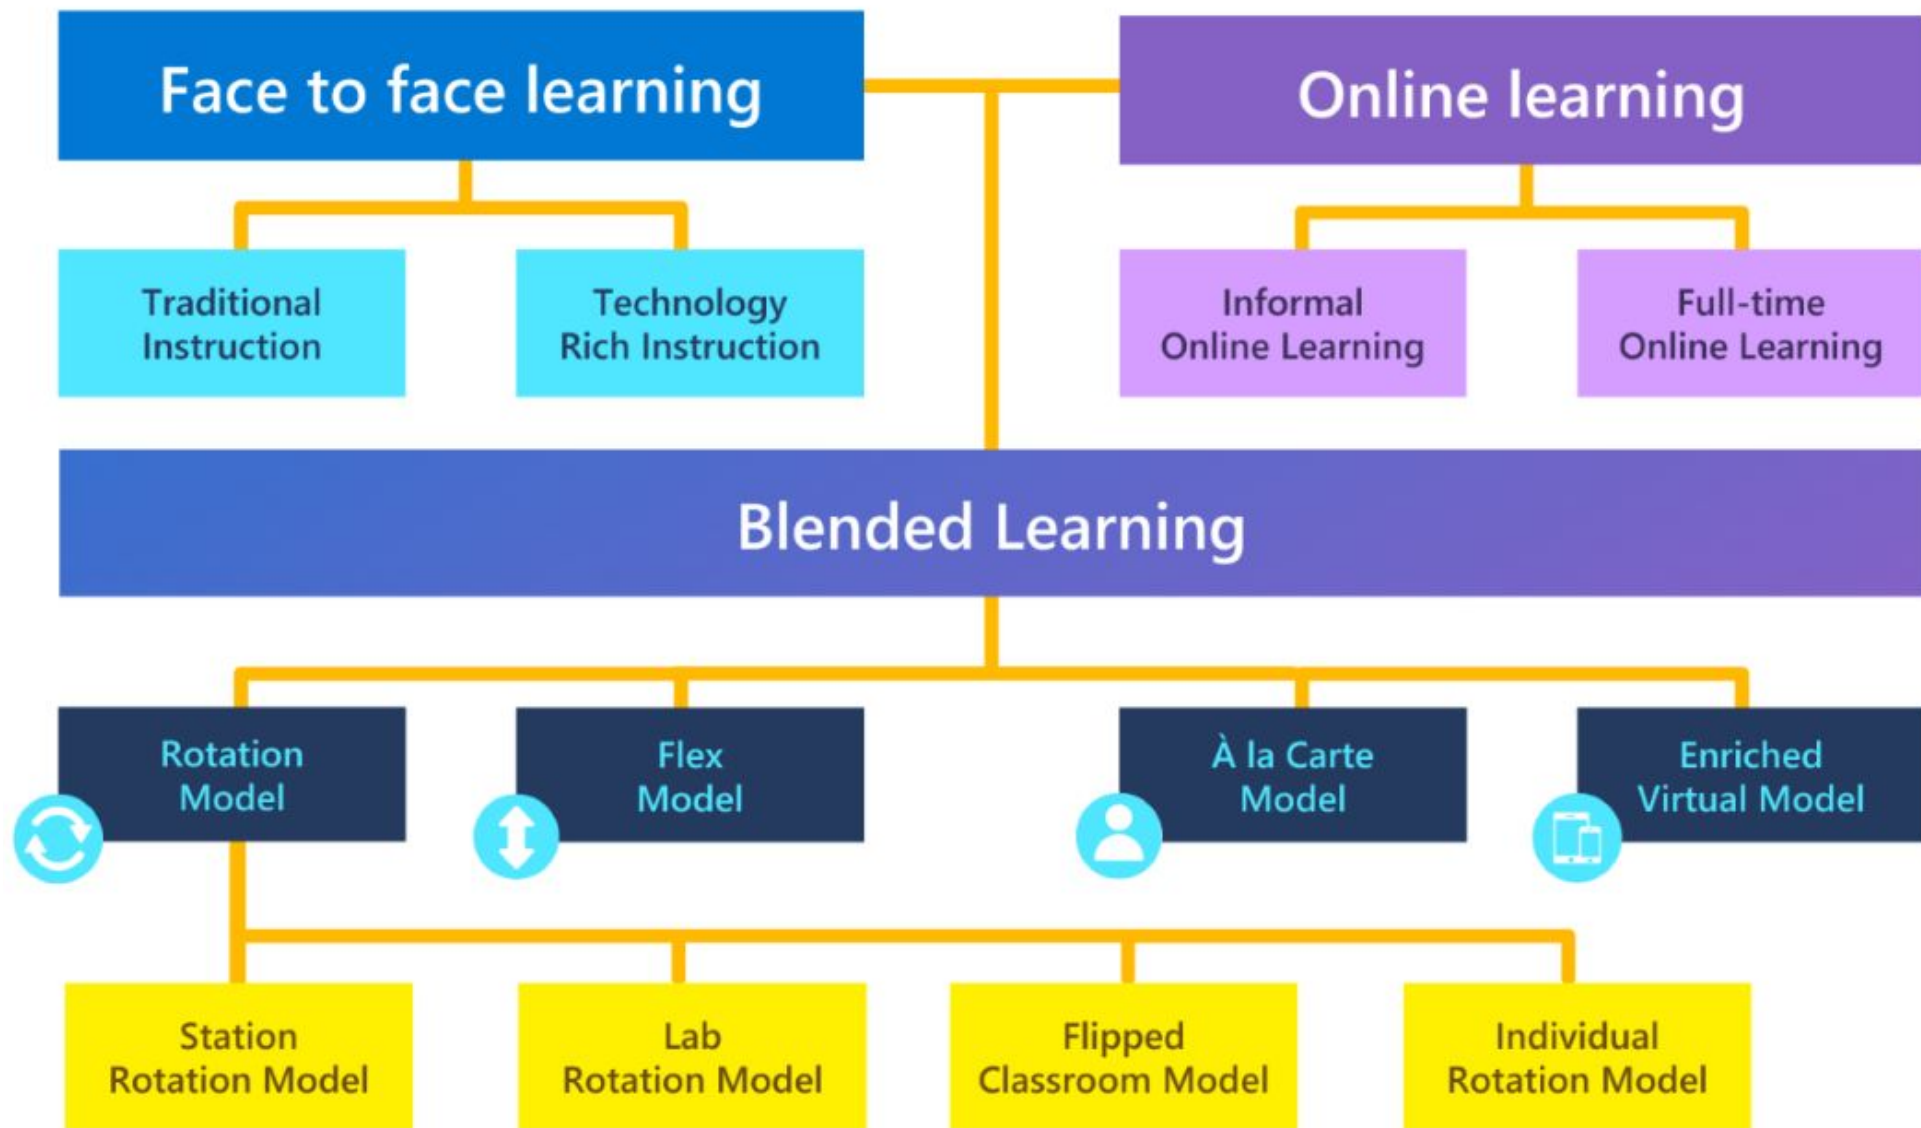 Face to face learning
Online learning
Traditional
Instruction
Technology
Rich Instruction
Informal
Online Learning
Full-time
Online Learning
Blended Learning
Rotation
Model
Flex
Model
À la Carte
Model
Enriched
Virtual Model
Station
Rotation Model
Lab
Rotation Model
Flipped
Classroom Model
Individual
Rotation Model